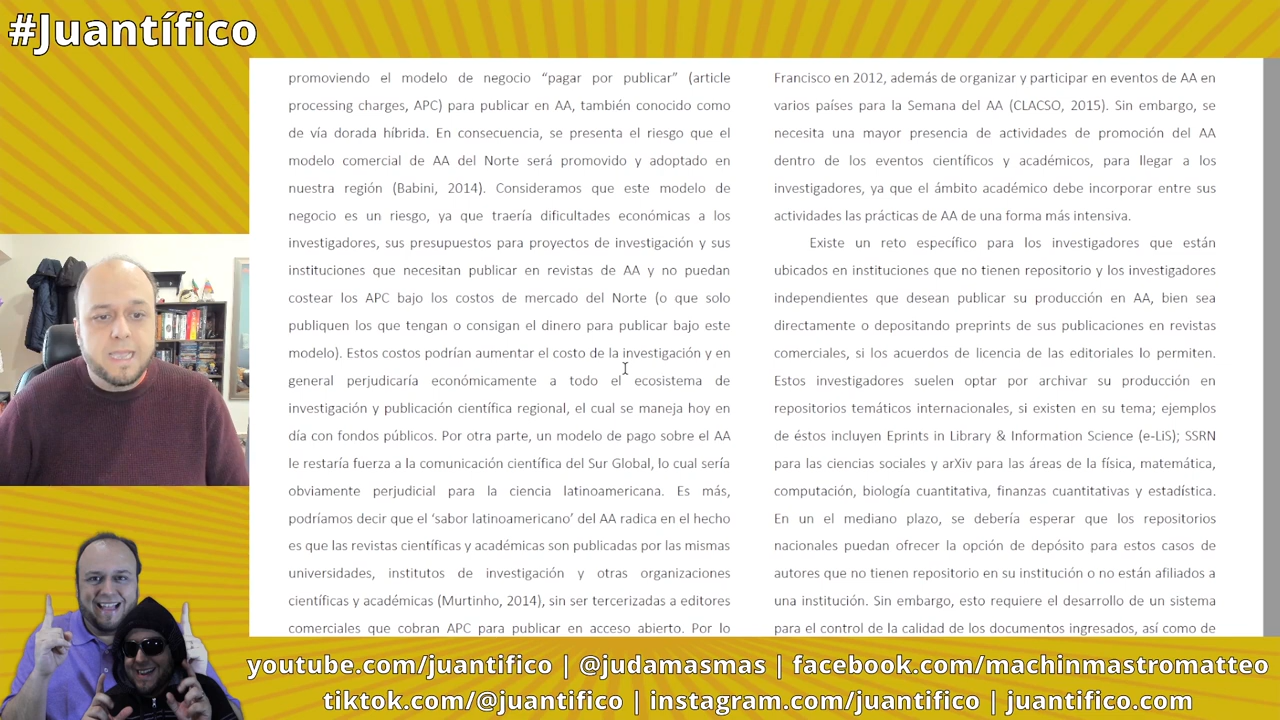 #Juantífico
promoviendo el modelo de negocio “pagar por publicar” (article
processing charges, APC) para publicar en AA, también conocido como
de vía dorada híbrida. En consecuencia, se presenta el riesgo que el
modelo comercial de AA del Norte será promovido y adoptado en
nuestra región (Babini, 2014). Consideramos que este modelo de
negocio es un riesgo, ya que traería dificultades económicas a los
investigadores, sus presupuestos para proyectos de investigación y sus
instituciones que necesitan publicar en revistas de AA y no puedan
costear los APC bajo los costos de mercado del Norte (o que solo
publiquen los que tengan o consigan el dinero para publicar bajo este
modelo). Estos costos podrían aumentar el costo de la investigación y en
general perjudicaría económicamente a todo el ecosistema de
investigación y publicación científica regional, el cual se maneja hoy en
día con fondos públicos. Por otra parte, un modelo de pago sobre el AA
le restaría fuerza a la comunicación científica del Sur Global, lo cual sería
obviamente perjudicial para la ciencia latinoamericana. Es más,
podríamos decir que el ‘sabor latinoamericano’ del AA radica en el hecho
es que las revistas científicas y académicas son publicadas por las mismas
universidades, institutos de investigación y otras organizaciones
científicas y académicas (Murtinho, 2014), sin ser tercerizadas a editores
comerciales que cobran APC para publicar en acceso abierto. Por lo
Francisco en 2012, además de organizar y participar en eventos de AA en
varios países para la Semana del AA (CLACSO, 2015). Sin embargo, se
necesita una mayor presencia de actividades de promoción del AA
dentro de los eventos científicos y académicos, para llegar a los
investigadores, ya que el ámbito académico debe incorporar entre sus
actividades las prácticas de AA de una forma más intensiva.
Existe un reto específico para los investigadores que están
ubicados en instituciones que no tienen repositorio y los investigadores
independientes que desean publicar su producción en AA, bien sea
directamente o depositando preprints de sus publicaciones en revistas
comerciales, si los acuerdos de licencia de las editoriales lo permiten.
Estos investigadores suelen optar por archivar su producción en
repositorios temáticos internacionales, si existen en su tema; ejemplos
de éstos incluyen Eprints in Library & Information Science (e-LiS); SSRN
para las ciencias sociales y arXiv para las áreas de la física, matemática,
computación, biología cuantitativa, finanzas cuantitativas y estadística.
En un el mediano plazo, se debería esperar que los repositorios
nacionales puedan ofrecer la opción de depósito para estos casos de
autores que no tienen repositorio en su institución o no están afiliados a
una institución. Sin embargo, esto requiere el desarrollo de un sistema
para el control de la calidad de los documentos ingresados, así como de
youtube.com/juantifico | @judamasmas | facebook.com/machinmastromatteo
tiktok.com/@juantifico | instagram.com/juantifico | juantifico.com